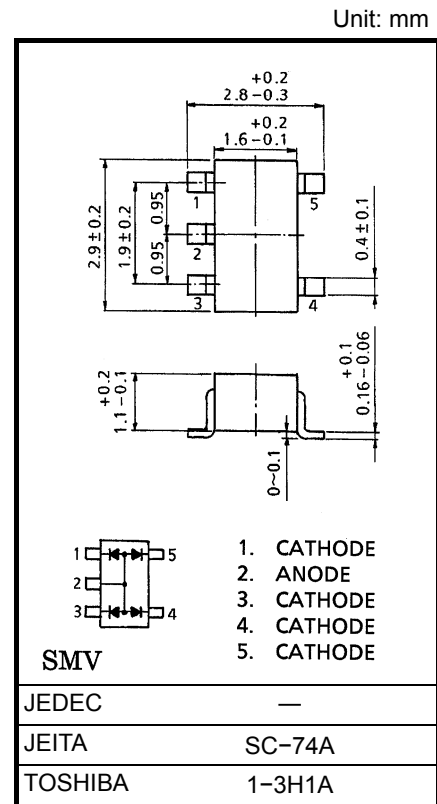 Unit: mm
+0.2
2.8−0.3
+0.2
1.6−0.1
1
5
2
3
4
2.9±0.2
1.9±0.2
0.95
0.95
0.4±0.1
+0.2
1.1−0.1
+0.1
0.16−0.06
0~0.1
1
5
2
3
4
1. CATHODE
2. ANODE
3. CATHODE
4. CATHODE
5. CATHODE
SMV
JEDEC —
JEITA SC−74A
TOSHIBA 1−3H1A